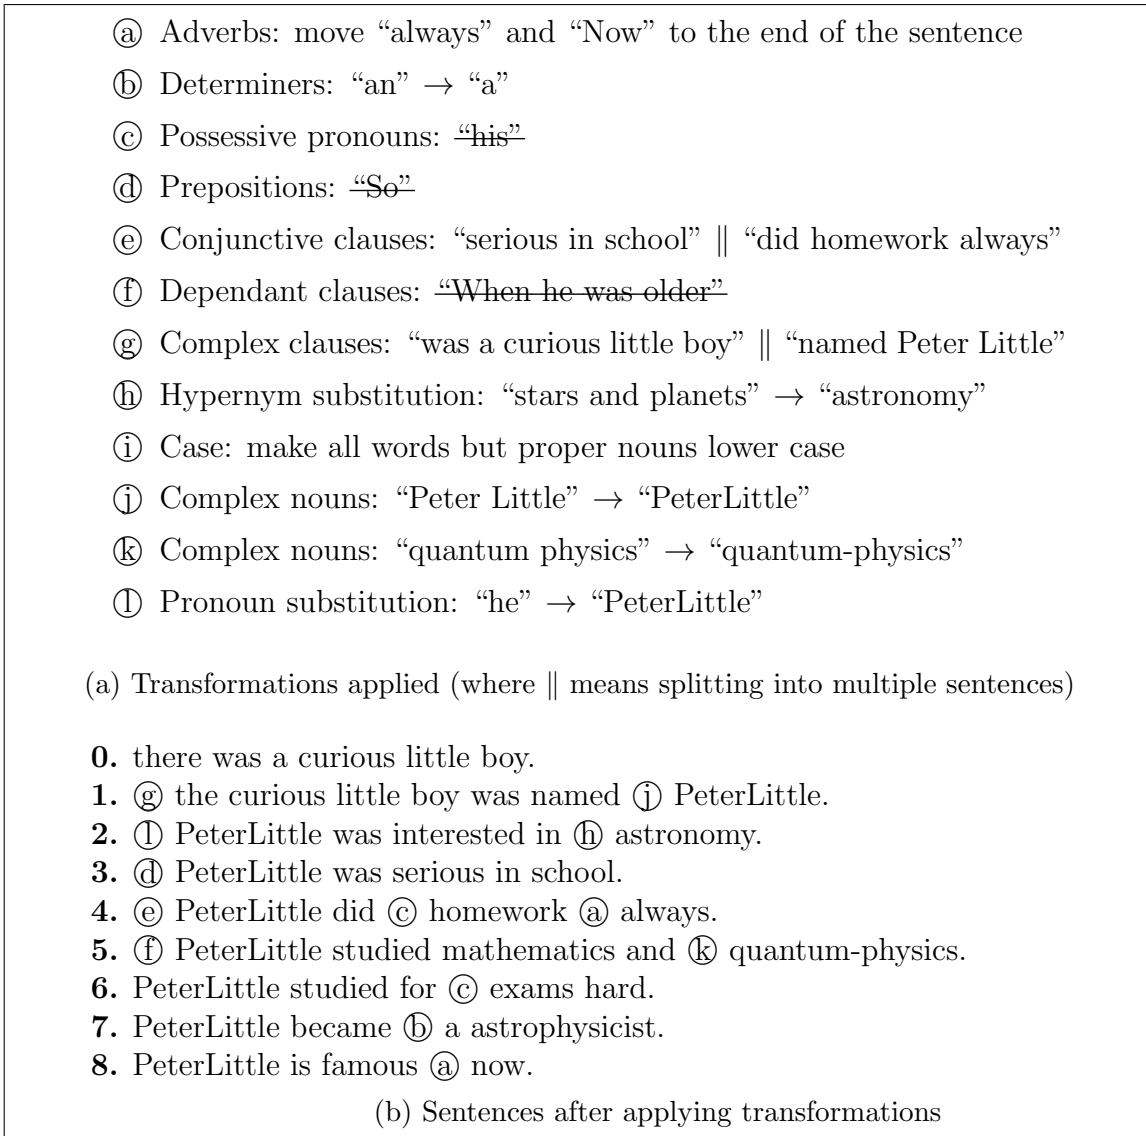 ⓐ Adverbs: move “always” and “Now” to the end of the sentence
ⓑ Determiners: “an” → “a”
ⓒ Possessive pronouns: “his”
ⓓ Prepositions: “So”
ⓔ Conjunctive clauses: “serious in school” ∥ “did homework always”
ⓕ Dependant clauses: “When he was older”
ⓖ Complex clauses: “was a curious little boy” ∥ “named Peter Little”
ⓗ Hypernym substitution: “stars and planets” → “astronomy”
ⓘ Case: make all words but proper nouns lower case
ⓙ Complex nouns: “Peter Little” → “PeterLittle”
ⓚ Complex nouns: “quantum physics” → “quantum-physics”
ⓛ Pronoun substitution: “he” → “PeterLittle”
(a) Transformations applied (where ∥ means splitting into multiple sentences)
0. there was a curious little boy.
1. ⓖ the curious little boy was named ⓙ PeterLittle.
2. ⓛ PeterLittle was interested in ⓗ astronomy.
3. ⓓ PeterLittle was serious in school.
4. ⓔ PeterLittle did ⓒ homework ⓐ always.
5. ⓕ PeterLittle studied mathematics and ⓚ quantum-physics.
6. PeterLittle studied for ⓒ exams hard.
7. PeterLittle became ⓑ a astrophysicist.
8. PeterLittle is famous ⓐ now.
(b) Sentences after applying transformations